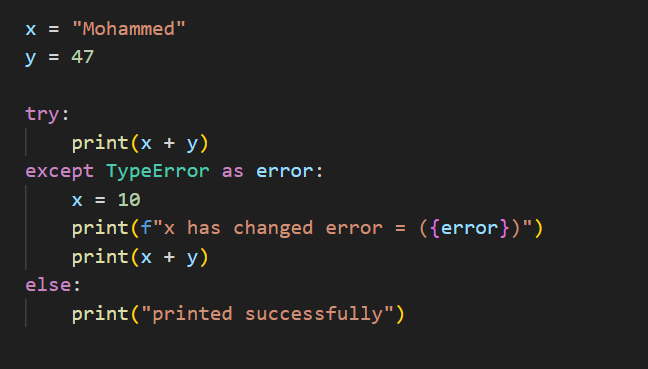 x = "Mohammed"
y = 47

try:
    print(x + y)
except TypeError as error:
    x = 10
    print(f"x has changed error = ({error})")
    print(x + y)
else:
    print("printed successfully")